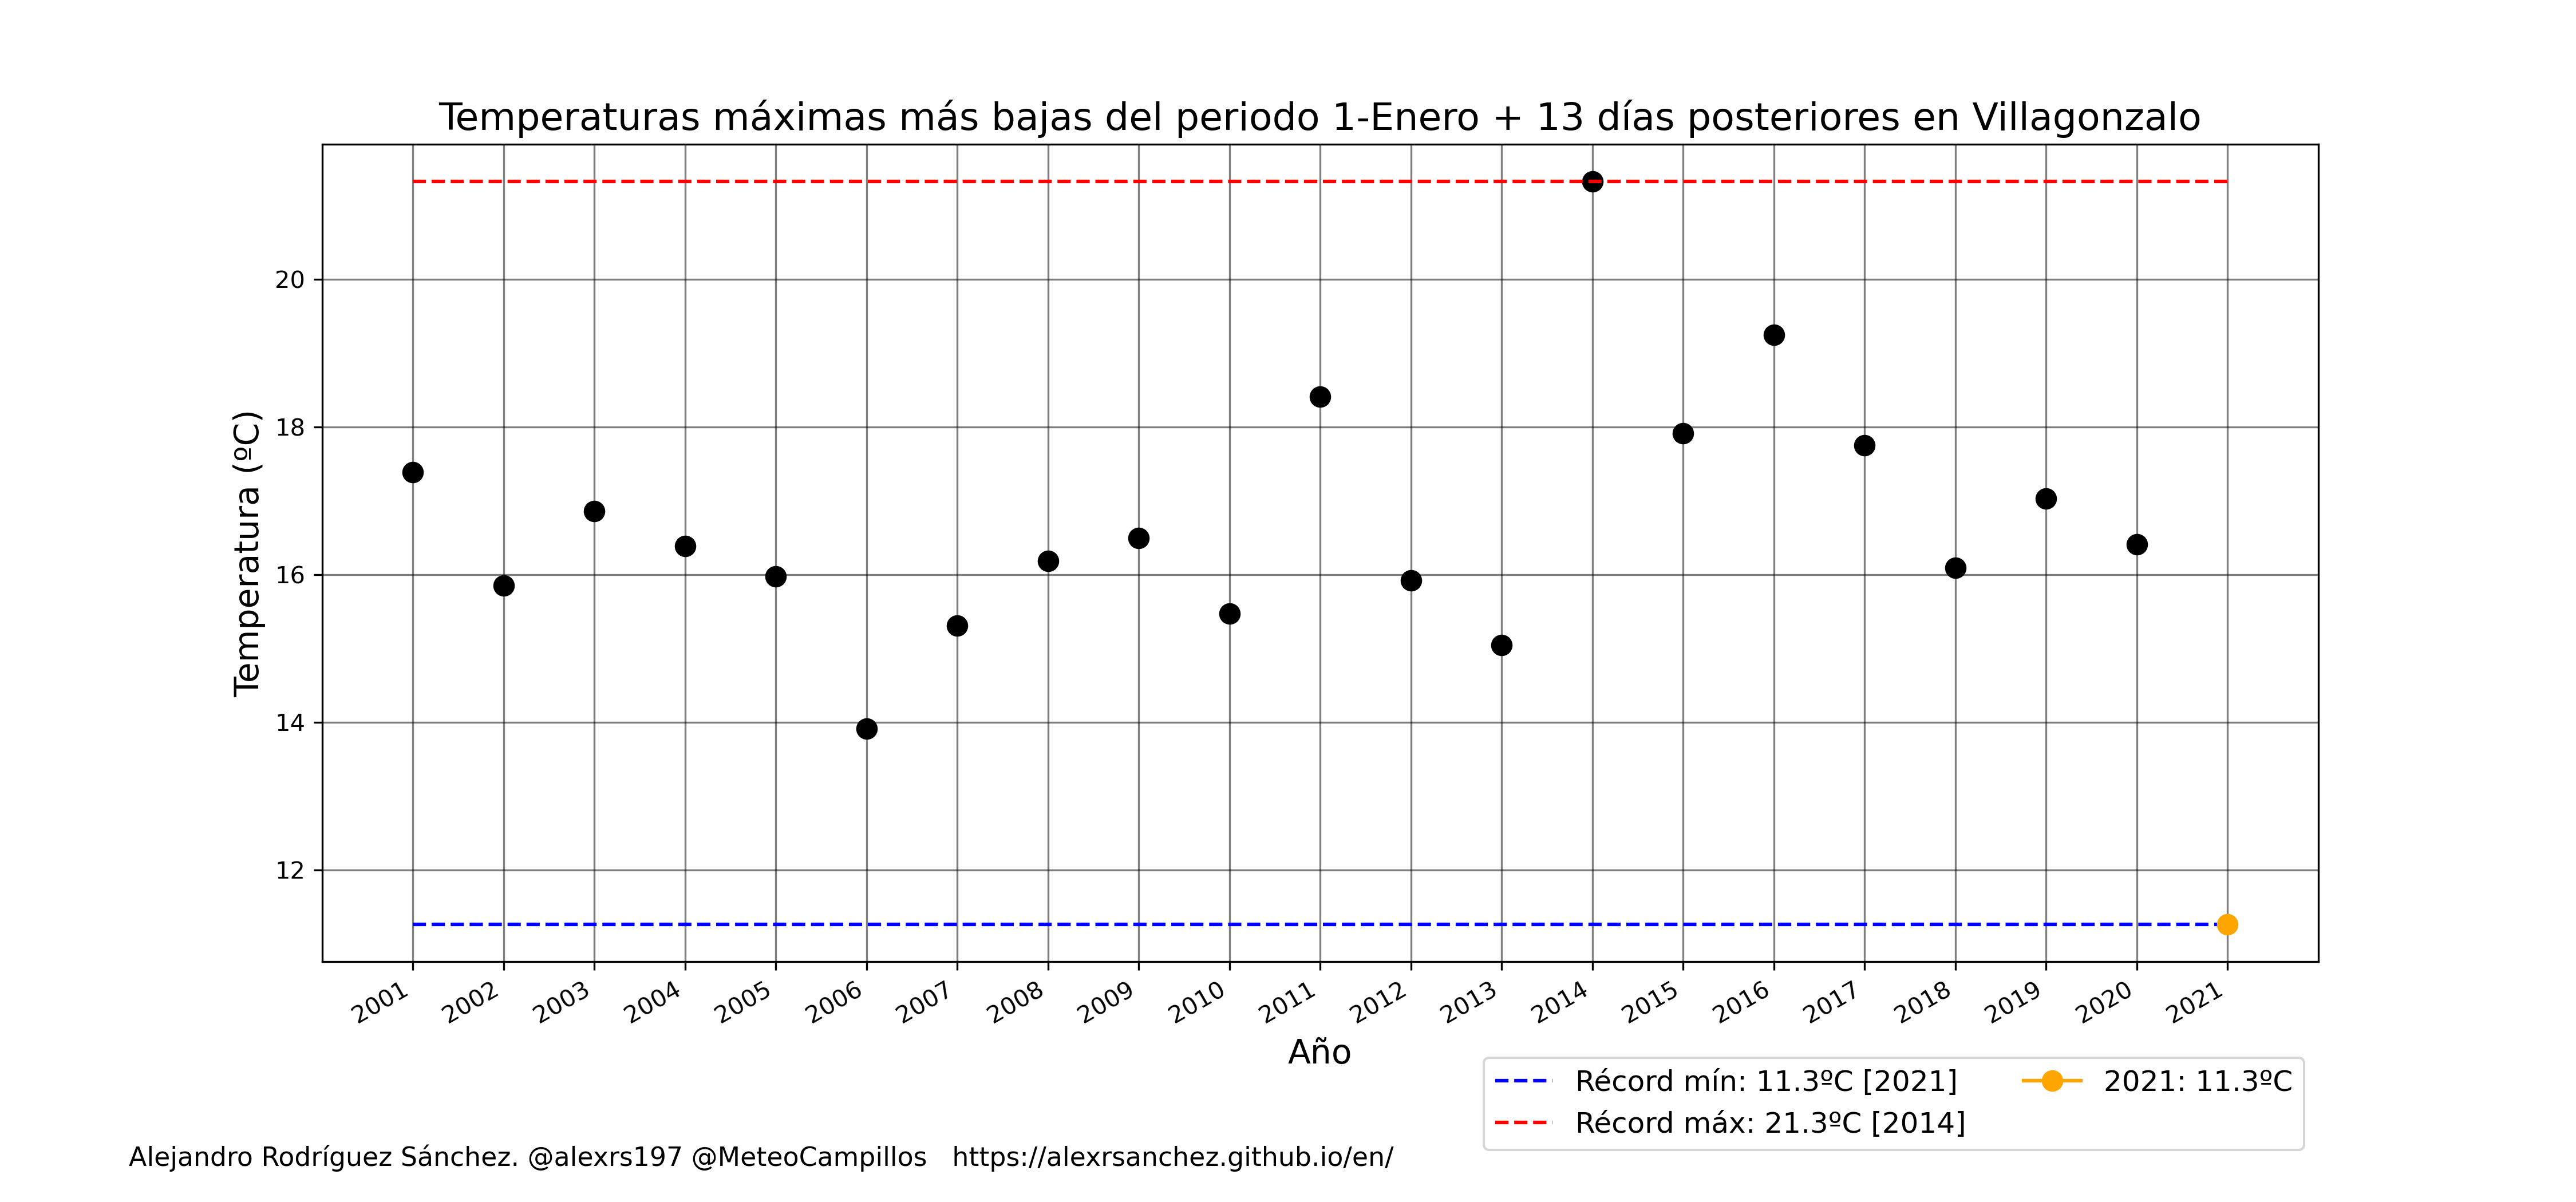 Temperaturas máximas más bajas del periodo 1-Enero + 13 días posteriores en Villagonzalo
Temperatura (ºC)
20
18
16
14
12
2001 2002 2003 2004 2005 2006 2007 2008 2009 2010 2011 2012 2013 2014 2015 2016 2017 2018 2019 2020 2021
Año
Récord mín: 11.3ºC [2021]
Récord máx: 21.3ºC [2014]
2021: 11.3ºC
Alejandro Rodríguez Sánchez. @alexrs197 @MeteoCampillos https://alexrsanchez.github.io/en/